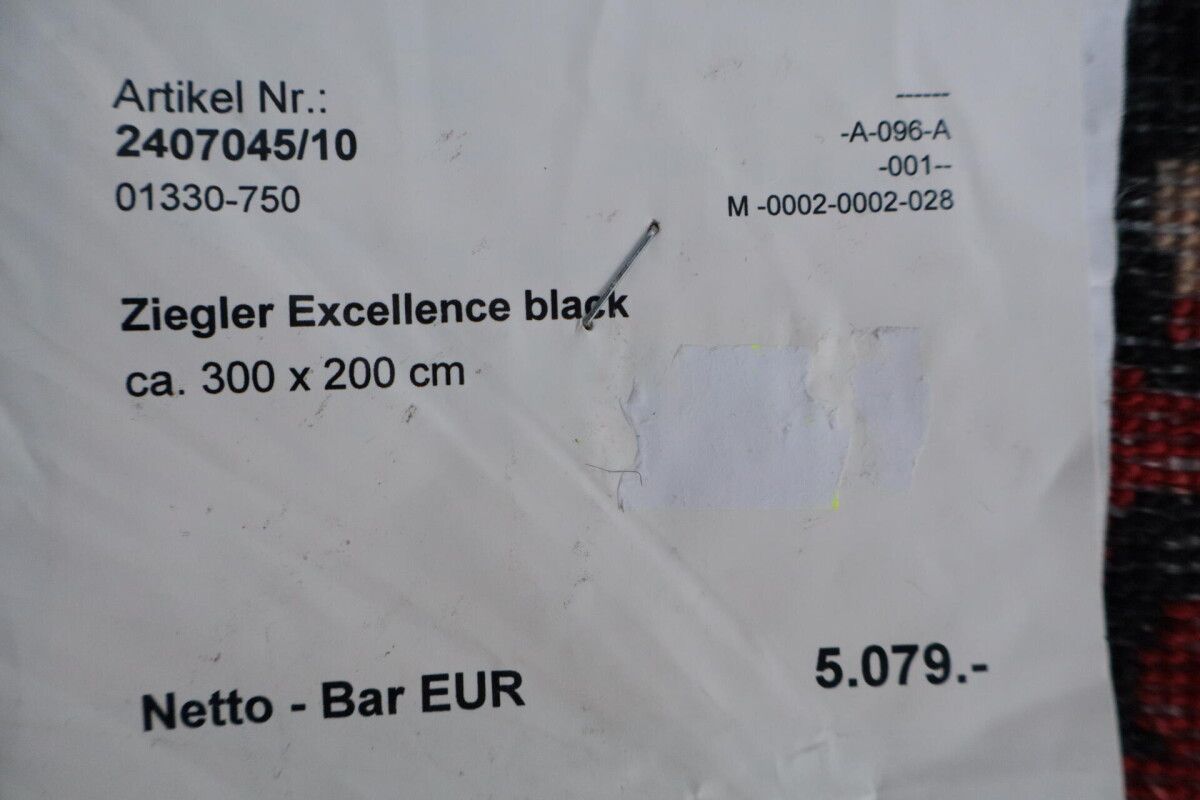 Artikel Nr.:
2407045/10
01330-750
------
-A-096-A
-001--
M -0002-0002-028
Ziegler Excellence black
ca. 300 x 200 cm
Netto - Bar EUR 5.079.-